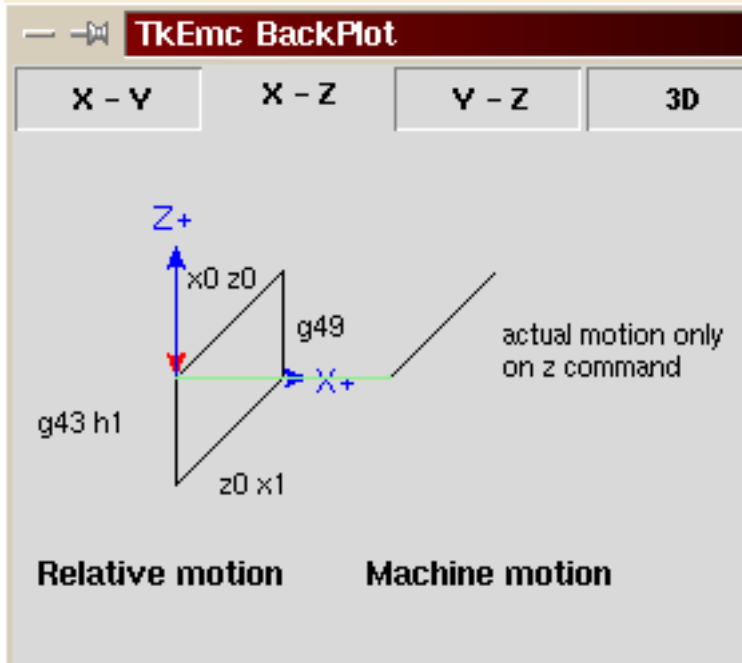 TkEmc BackPlot
X - Y
X - Z
Y - Z
3D
Z+
x0 z0
g49
actual motion only
on z command
X+
g43 h1
z0 x1
Relative motion
Machine motion